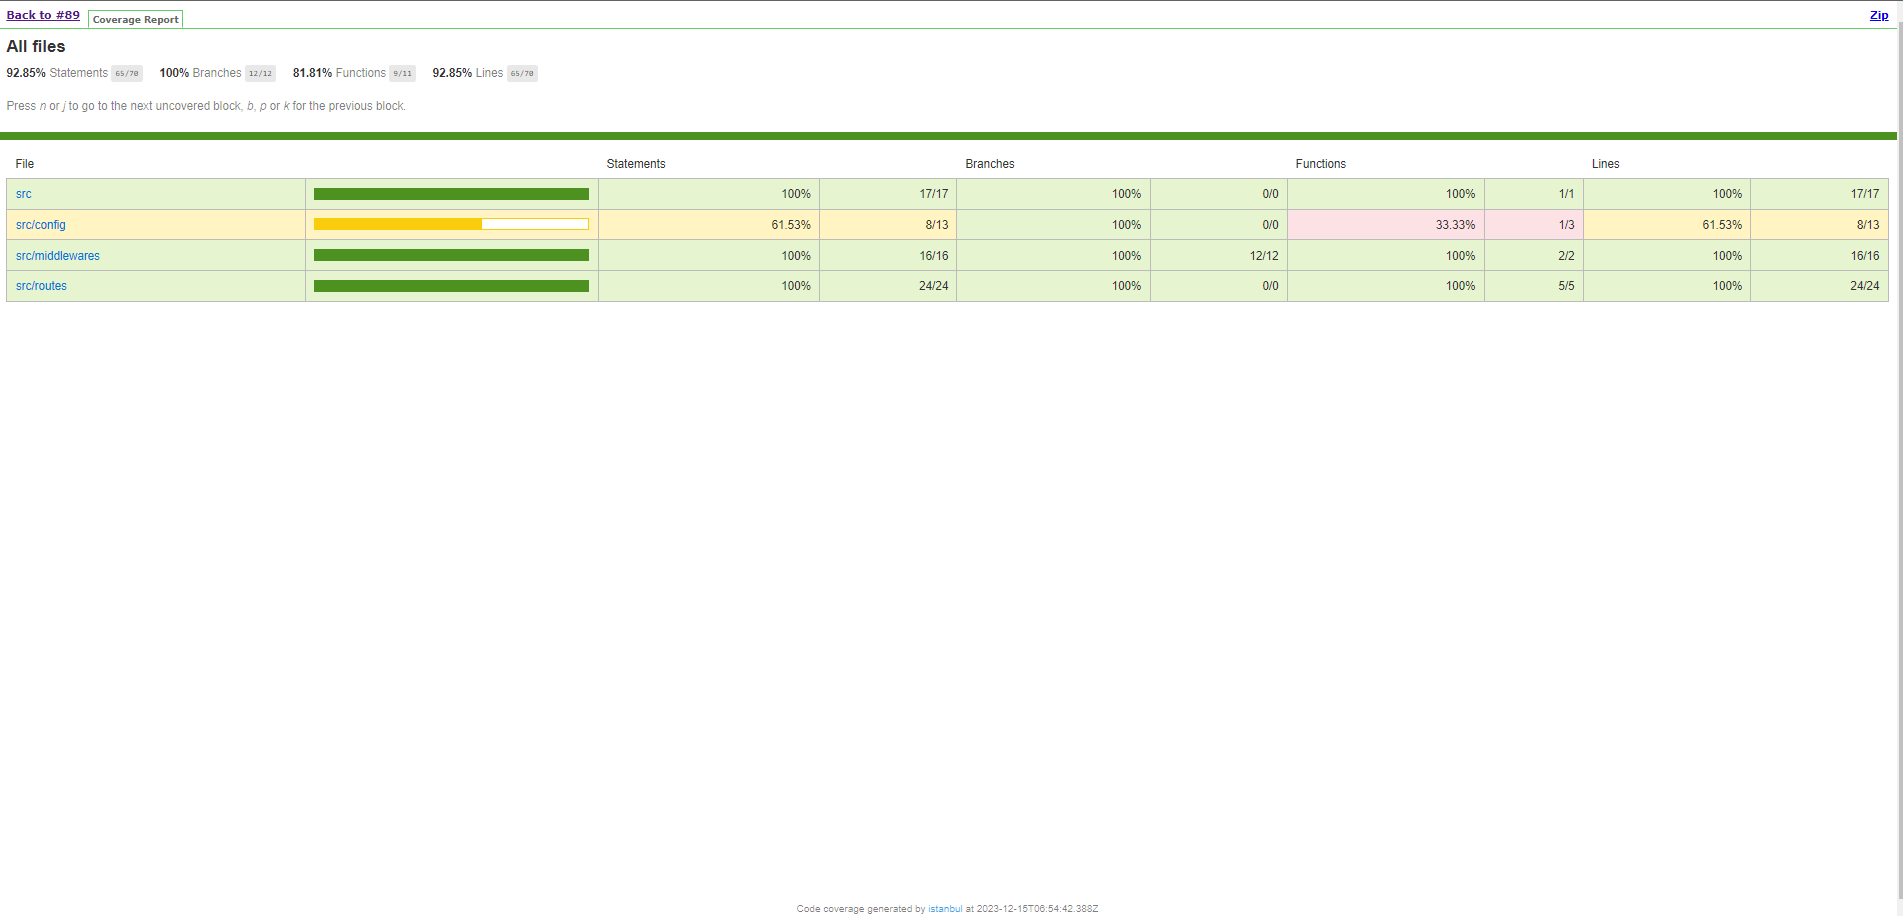 Back to #89 Coverage Report Zip
All files
92.85% Statements 65/70 100% Branches 12/12 81.81% Functions 9/11 92.85% Lines 65/70
Press n or j to go to the next uncovered block, b, p or k for the previous block.
File Statements Branches Functions Lines
src 100% 17/17 100% 0/0 100% 1/1 100% 17/17
src/config 61.53% 8/13 100% 0/0 33.33% 1/3 61.53% 8/13
src/middlewares 100% 16/16 100% 12/12 100% 2/2 100% 16/16
src/routes 100% 24/24 100% 0/0 100% 5/5 100% 24/24
Code coverage generated by istanbul at 2023-12-15T06:54:42.388Z